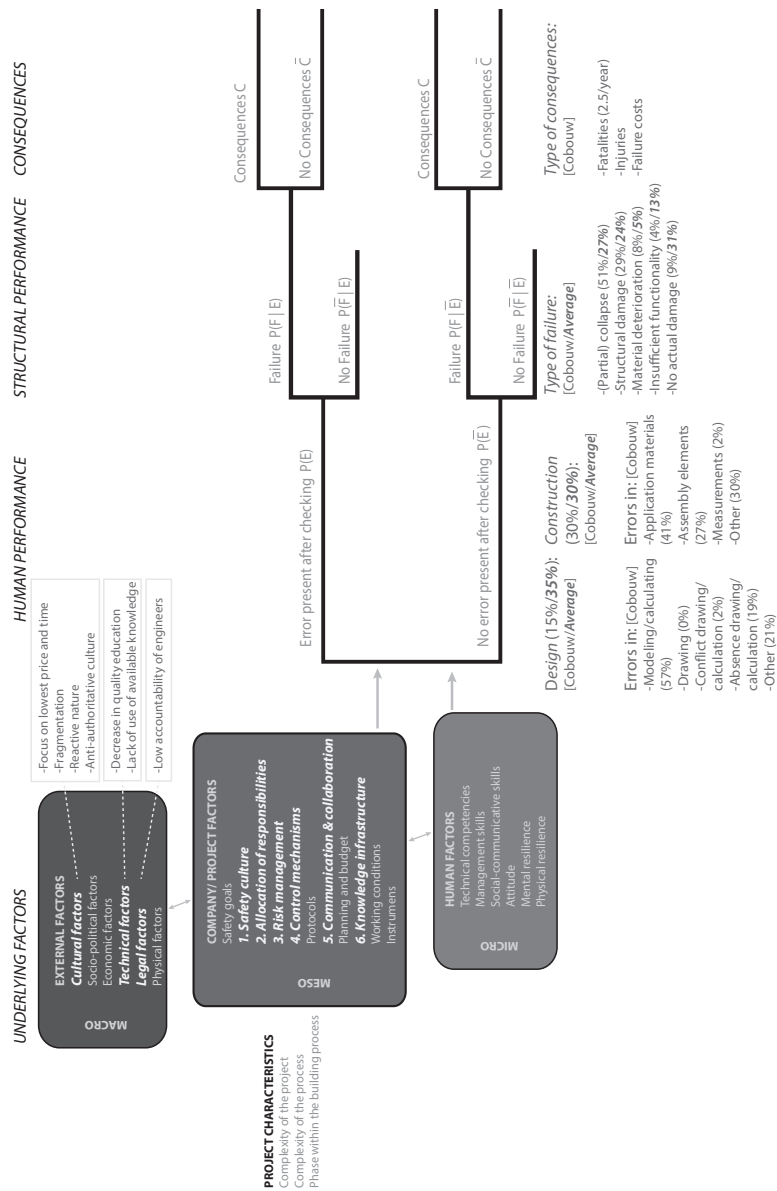 UNDERLYING FACTORS
HUMAN PERFORMANCE
STRUCTURAL PERFORMANCE
CONSEQUENCES
PROJECT CHARACTERISTICS
Complexity of the project
Complexity of the process
Phase within the building process
MACRO
EXTERNAL FACTORS
Cultural factors
Socio-political factors
Economic factors
Technical factors
Legal factors
Physical factors
-Focus on lowest price and time
-Fragmentation
-Reactive nature
-Anti-authoritative culture
-Decrease in quality education
-Lack of use of available knowledge
-Low accountability of engineers
MESO
COMPANY/ PROJECT FACTORS
Safety goals
1. Safety culture
2. Allocation of responsibilities
3. Risk management
4. Control mechanisms
Protocols
5. Communication & collaboration
Planning and budget
6. Knowledge infrastructure
Working conditions
Instrumens
MICRO
HUMAN FACTORS
Technical competencies
Management skills
Social-communicative skills
Attitude
Mental resilience
Physical resilience
Error present after checking P(E)
No error present after checking P(E̅)
Failure P(F | E)
No Failure P(F̅ | E)
Failure P(F | E̅)
No Failure P(F̅ | E̅)
Consequences C
No Consequences C̅
Consequences C
No Consequences C̅
Design (15%/35%):
[Cobouw/Average]
Errors in: [Cobouw]
-Modeling/calculating
(57%)
-Drawing (0%)
-Conflict drawing/
calculation (2%)
-Absence drawing/
calculation (19%)
-Other (21%)
Construction
(30%/30%):
[Cobouw/Average]
Errors in: [Cobouw]
-Application materials
(41%)
-Assembly elements
(27%)
-Measurements (2%)
-Other (30%)
Type of failure:
[Cobouw/Average]
-(Partial) collapse (51%/27%)
-Structural damage (29%/24%)
-Material deterioration (8%/5%)
-Insufficient functionality (4%/13%)
-No actual damage (9%/31%)
Type of consequences:
[Cobouw]
-Fatalities (2.5/year)
-Injuries
-Failure costs